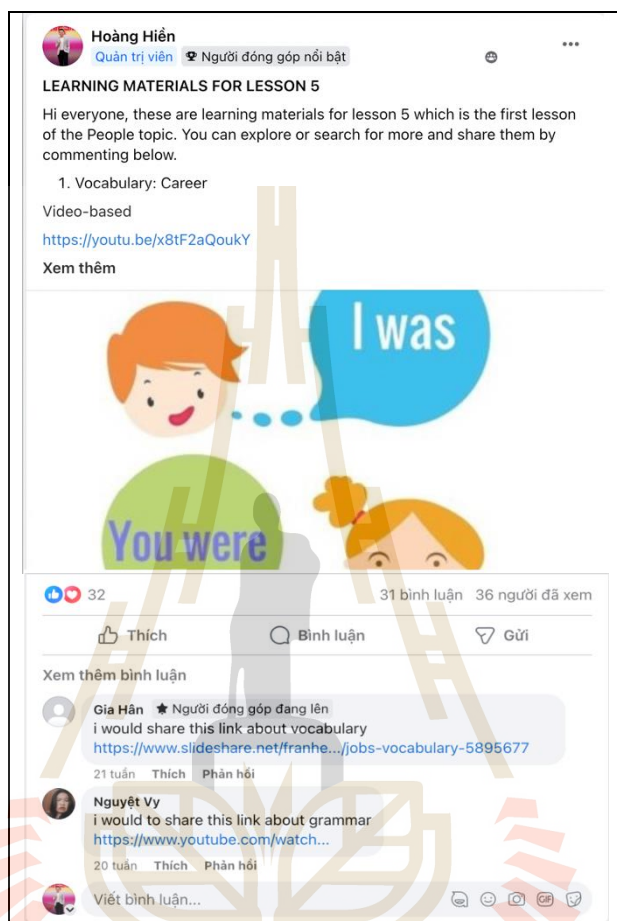 Hoàng Hiền
Quản trị viên Người đóng góp nổi bật
LEARNING MATERIALS FOR LESSON 5
Hi everyone, these are learning materials for lesson 5 which is the first lesson
of the People topic. You can explore or search for more and share them by
commenting below.
1. Vocabulary: Career
Video-based
https://youtu.be/x8tF2aQoukY
Xem thêm
I was
You were
32 31 bình luận 36 người đã xem
Thích Bình luận Gửi
Xem thêm bình luận
Gia Hân Người đóng góp đang lên
i would share this link about vocabulary
https://www.slideshare.net/franhe.../jobs-vocabulary-5895677
21 tuần Thích Phản hồi
Nguyệt Vy
i would to share this link about grammar
https://www.youtube.com/watch...
20 tuần Thích Phản hồi
Viết bình luận...
GIF